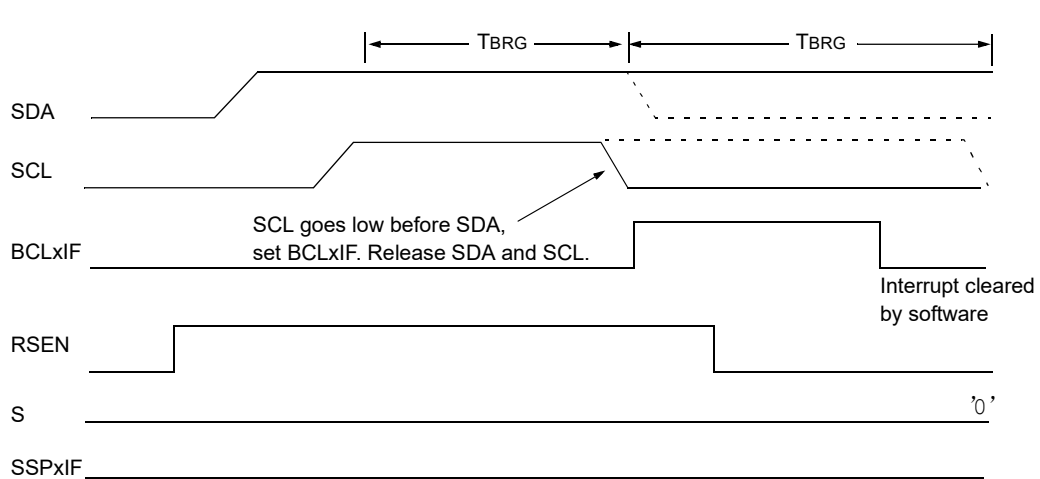 TBRG
TBRG
SDA
SCL
SCL goes low before SDA,
set BCLxIF. Release SDA and SCL.
BCLxIF
Interrupt cleared
by software
RSEN
S
’0’
SSPxIF